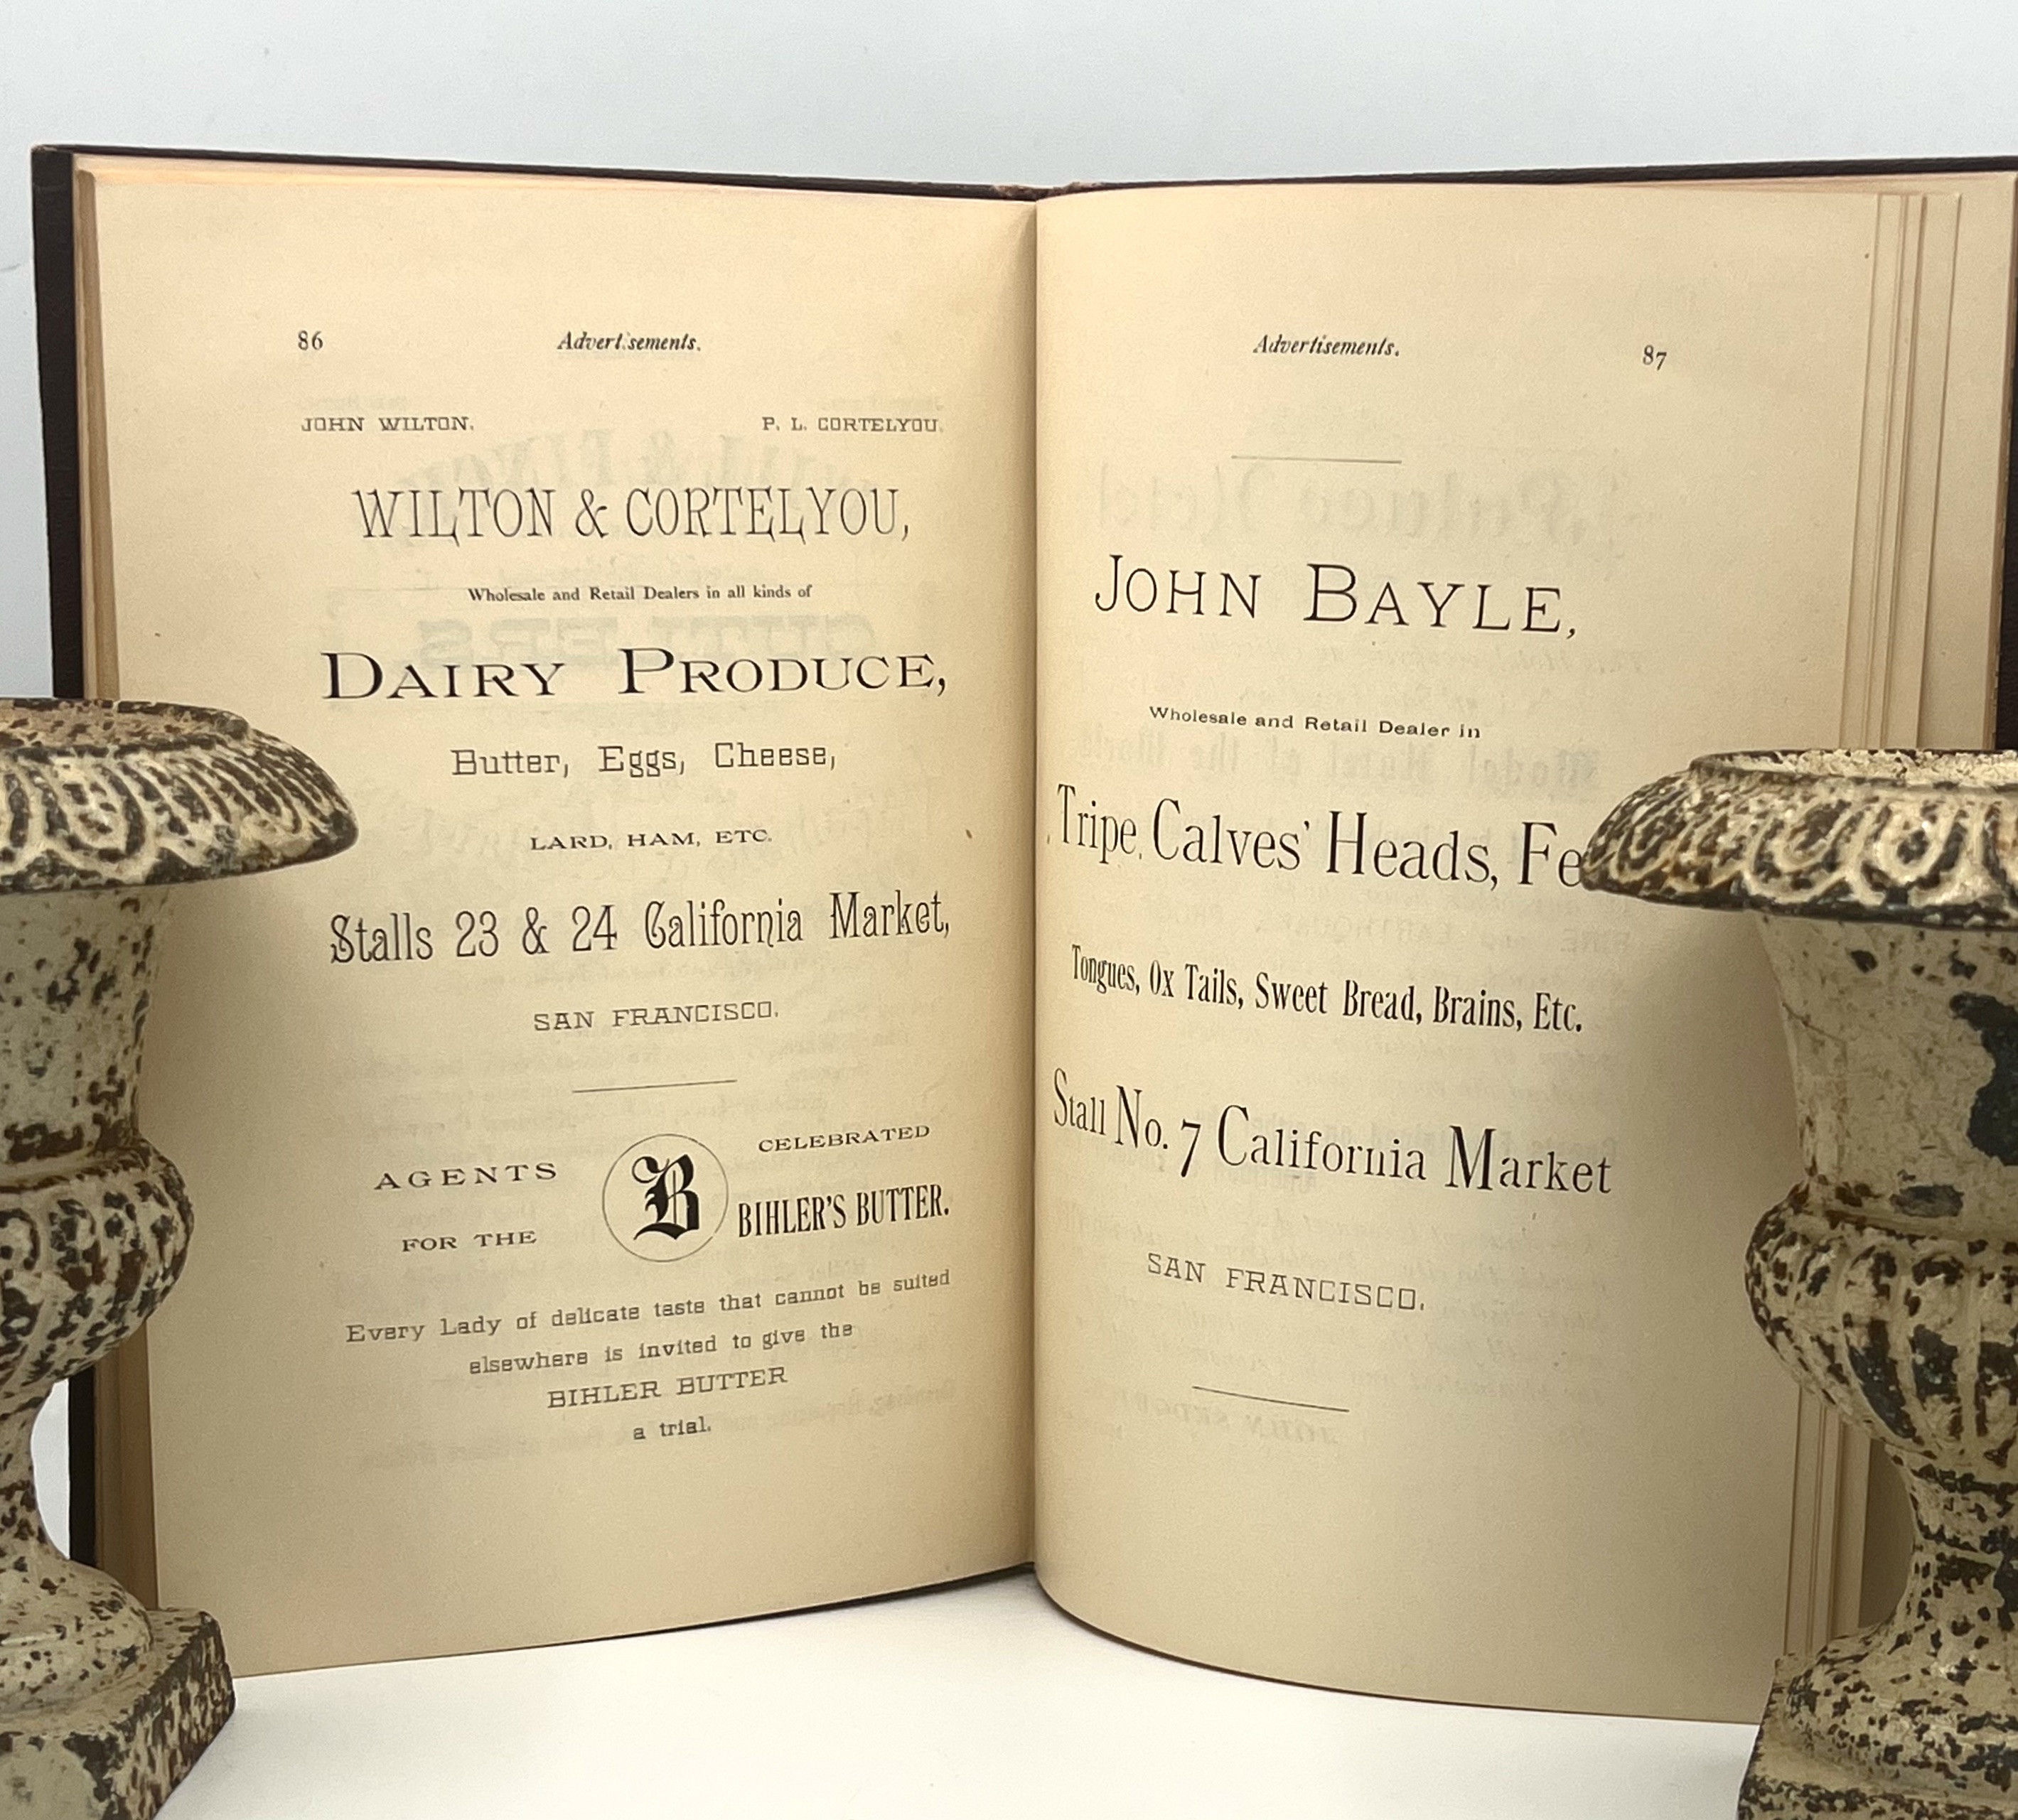 86 Advertisements.
JOHN WILTON. P. L. CORTELYOU.
WILTON & CORTELYOU,
Wholesale and Retail Dealers in all kinds of
DAIRY PRODUCE,
Butter, Eggs, Cheese,
LARD, HAM, ETC.
Stalls 23 & 24 California Market,
SAN FRANCISCO.
AGENTS FOR THE
B
CELEBRATED
BIHLER'S BUTTER.
Every Lady of delicate taste that cannot be suited
elsewhere is invited to give the
BIHLER BUTTER
a trial.
Advertisements. 87
JOHN BAYLE,
Wholesale and Retail Dealer in
Tripe, Calves' Heads,
Tongues, Ox Tails, Sweet Bread, Brains, Etc.
Stall No. 7 California Market
SAN FRANCISCO.